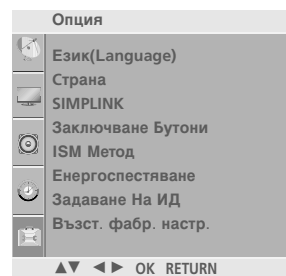 Опция
Език(Language)
Страна
SIMPLINK
Заключване Бутони
ISM Метод
Енергоспестяване
Задаване На ИД
Възст. фабр. настр.
▲▼ ◄► OK RETURN